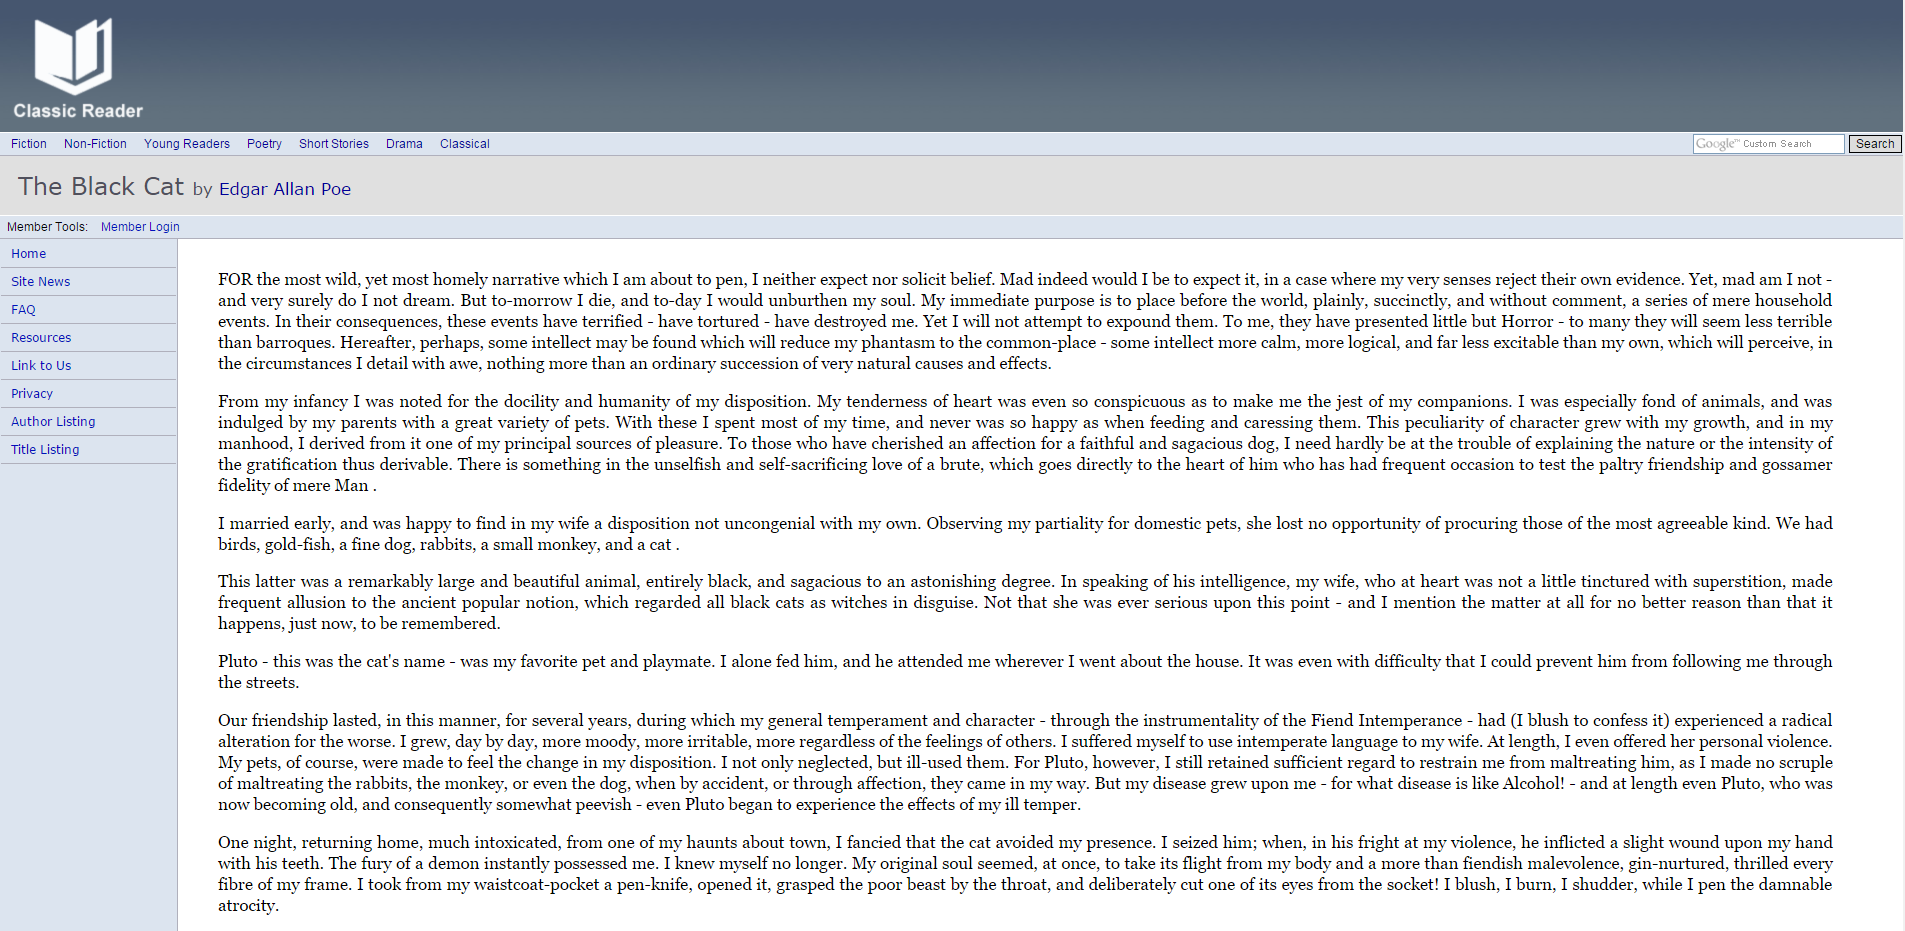 Classic Reader
Fiction Non-Fiction Young Readers Poetry Short Stories Drama Classical Google™ Custom Search Search
The Black Cat by Edgar Allan Poe
Member Tools: Member Login
Home
Site News
FAQ
Resources
Link to Us
Privacy
Author Listing
Title Listing
FOR the most wild, yet most homely narrative which I am about to pen, I neither expect nor solicit belief. Mad indeed would I be to expect it, in a case where my very senses reject their own evidence. Yet, mad am I not -
and very surely do I not dream. But to-morrow I die, and to-day I would unburthen my soul. My immediate purpose is to place before the world, plainly, succinctly, and without comment, a series of mere household
events. In their consequences, these events have terrified - have tortured - have destroyed me. Yet I will not attempt to expound them. To me, they have presented little but Horror - to many they will seem less terrible
than barroques. Hereafter, perhaps, some intellect may be found which will reduce my phantasm to the common-place - some intellect more calm, more logical, and far less excitable than my own, which will perceive, in
the circumstances I detail with awe, nothing more than an ordinary succession of very natural causes and effects.
From my infancy I was noted for the docility and humanity of my disposition. My tenderness of heart was even so conspicuous as to make me the jest of my companions. I was especially fond of animals, and was
indulged by my parents with a great variety of pets. With these I spent most of my time, and never was so happy as when feeding and caressing them. This peculiarity of character grew with my growth, and in my
manhood, I derived from it one of my principal sources of pleasure. To those who have cherished an affection for a faithful and sagacious dog, I need hardly be at the trouble of explaining the nature or the intensity of
the gratification thus derivable. There is something in the unselfish and self-sacrificing love of a brute, which goes directly to the heart of him who has had frequent occasion to test the paltry friendship and gossamer
fidelity of mere Man .
I married early, and was happy to find in my wife a disposition not uncongenial with my own. Observing my partiality for domestic pets, she lost no opportunity of procuring those of the most agreeable kind. We had
birds, gold-fish, a fine dog, rabbits, a small monkey, and a cat .
This latter was a remarkably large and beautiful animal, entirely black, and sagacious to an astonishing degree. In speaking of his intelligence, my wife, who at heart was not a little tinctured with superstition, made
frequent allusion to the ancient popular notion, which regarded all black cats as witches in disguise. Not that she was ever serious upon this point - and I mention the matter at all for no better reason than that it
happens, just now, to be remembered.
Pluto - this was the cat's name - was my favorite pet and playmate. I alone fed him, and he attended me wherever I went about the house. It was even with difficulty that I could prevent him from following me through
the streets.
Our friendship lasted, in this manner, for several years, during which my general temperament and character - through the instrumentality of the Fiend Intemperance - had (I blush to confess it) experienced a radical
alteration for the worse. I grew, day by day, more moody, more irritable, more regardless of the feelings of others. I suffered myself to use intemperate language to my wife. At length, I even offered her personal violence.
My pets, of course, were made to feel the change in my disposition. I not only neglected, but ill-used them. For Pluto, however, I still retained sufficient regard to restrain me from maltreating him, as I made no scruple
of maltreating the rabbits, the monkey, or even the dog, when by accident, or through affection, they came in my way. But my disease grew upon me - for what disease is like Alcohol! - and at length even Pluto, who was
now becoming old, and consequently somewhat peevish - even Pluto began to experience the effects of my ill temper.
One night, returning home, much intoxicated, from one of my haunts about town, I fancied that the cat avoided my presence. I seized him; when, in his fright at my violence, he inflicted a slight wound upon my hand
with his teeth. The fury of a demon instantly possessed me. I knew myself no longer. My original soul seemed, at once, to take its flight from my body and a more than fiendish malevolence, gin-nurtured, thrilled every
fibre of my frame. I took from my waistcoat-pocket a pen-knife, opened it, grasped the poor beast by the throat, and deliberately cut one of its eyes from the socket! I blush, I burn, I shudder, while I pen the damnable
atrocity.